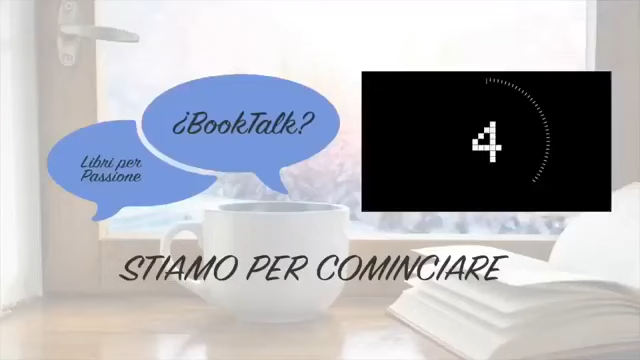 ¿BookTalk?
Libri per
Passione
4
STIAMO PER COMINCIARE